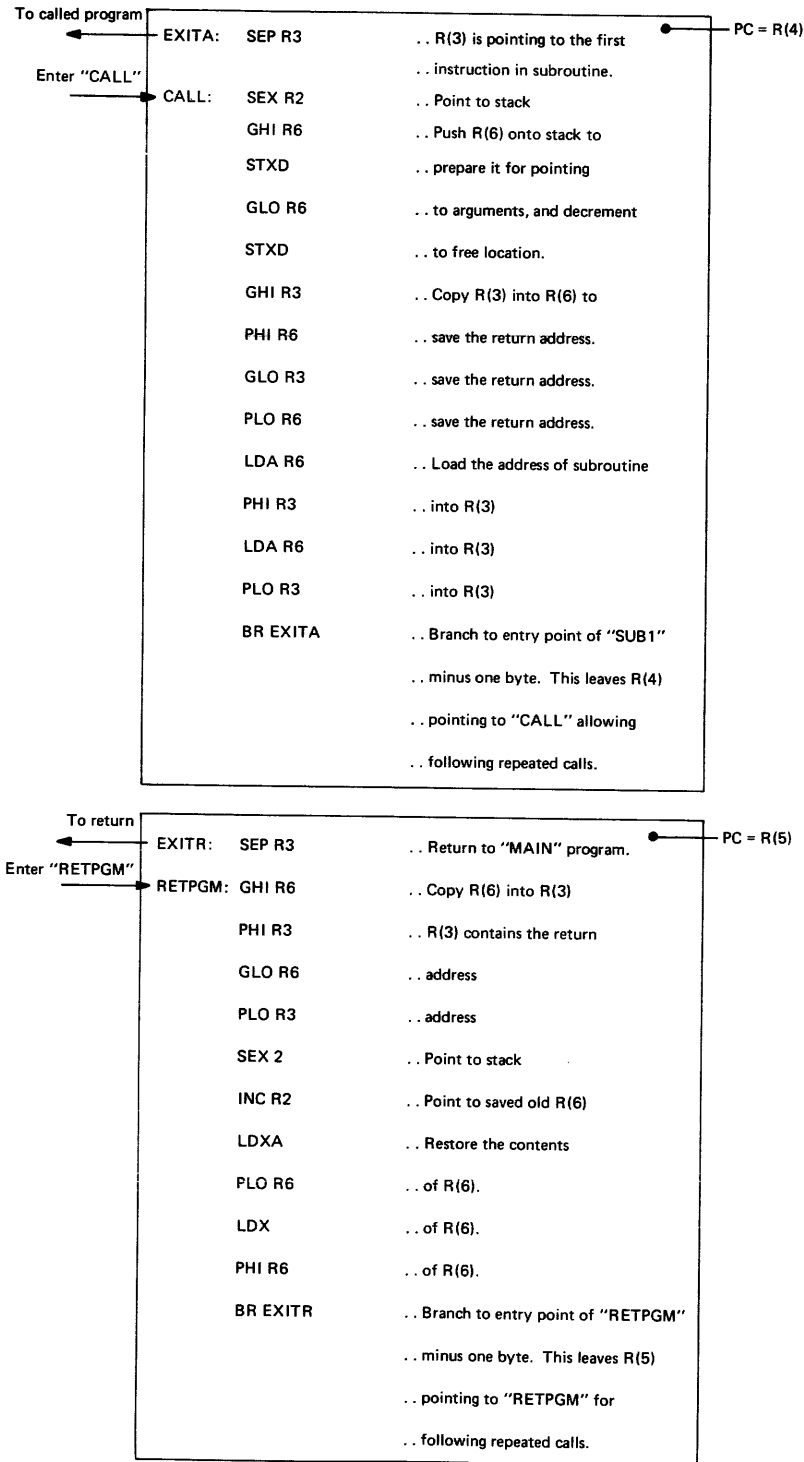 To called program
EXITA: SEP R3 .. R(3) is pointing to the first PC = R(4)
.. instruction in subroutine.
Enter "CALL"
CALL: SEX R2 .. Point to stack
GHI R6 .. Push R(6) onto stack to
STXD .. prepare it for pointing
GLO R6 .. to arguments, and decrement
STXD .. to free location.
GHI R3 .. Copy R(3) into R(6) to
PHI R6 .. save the return address.
GLO R3 .. save the return address.
PLO R6 .. save the return address.
LDA R6 .. Load the address of subroutine
PHI R3 .. into R(3)
LDA R6 .. into R(3)
PLO R3 .. into R(3)
BR EXITA .. Branch to entry point of "SUB1"
.. minus one byte. This leaves R(4)
.. pointing to "CALL" allowing
.. following repeated calls.
To return
EXITR: SEP R3 .. Return to "MAIN" program. PC = R(5)
Enter "RETPGM"
RETPGM: GHI R6 .. Copy R(6) into R(3)
PHI R3 .. R(3) contains the return
GLO R6 .. address
PLO R3 .. address
SEX 2 .. Point to stack
INC R2 .. Point to saved old R(6)
LDXA .. Restore the contents
PLO R6 .. of R(6).
LDX .. of R(6).
PHI R6 .. of R(6).
BR EXITR .. Branch to entry point of "RETPGM"
.. minus one byte. This leaves R(5)
.. pointing to "RETPGM" for
.. following repeated calls.